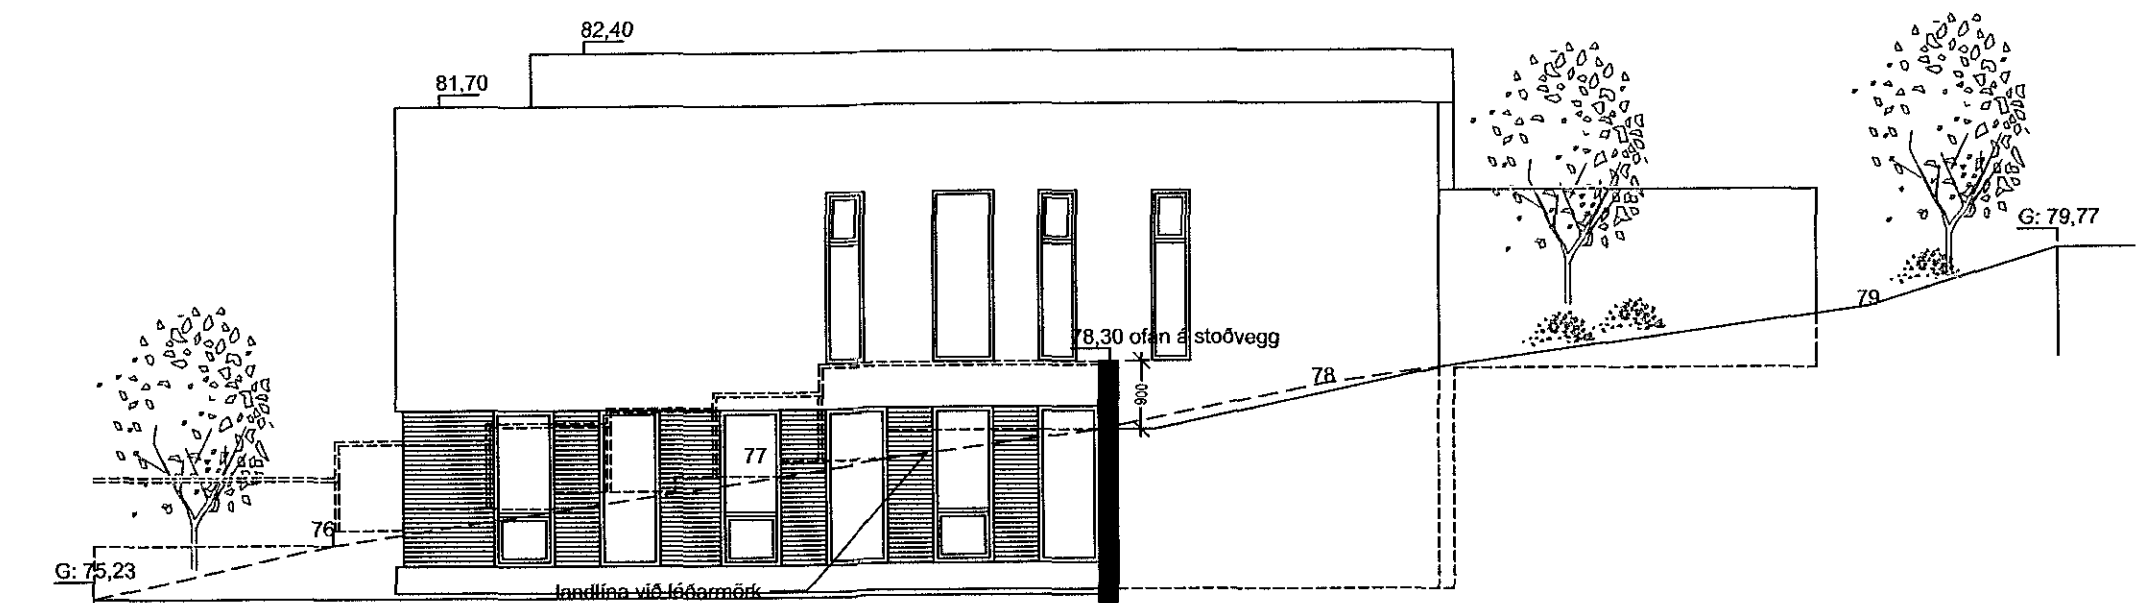 82,40
81,70
G: 79,77
79
78,30 ofan á stoðvegg
78
900
77
76
G: 75,23
landlína við lóðarmörk